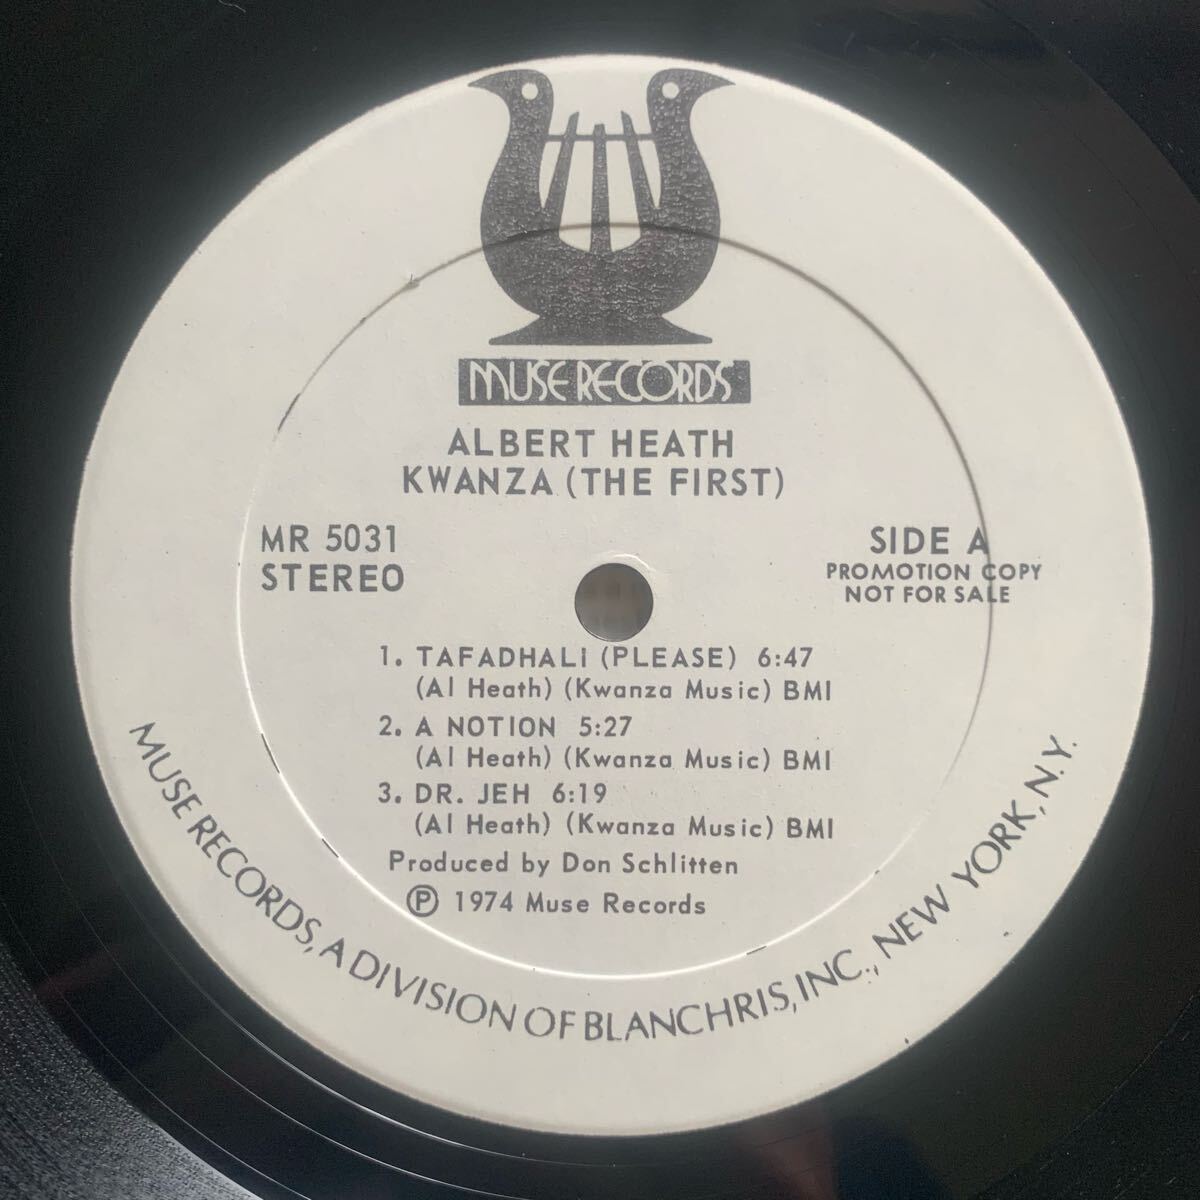 MUSE RECORDS
ALBERT HEATH
KWANZA (THE FIRST)
MR 5031
STEREO
SIDE A
PROMOTION COPY
NOT FOR SALE
1. TAFADHALI (PLEASE) 6:47
(Al Heath) (Kwanza Music) BMI
2. A NOTION 5:27
(Al Heath) (Kwanza Music) BMI
3. DR. JEH 6:19
(Al Heath) (Kwanza Music) BMI
Produced by Don Schlitten
Ⓟ 1974 Muse Records
MUSE RECORDS, A DIVISION OF BLANCHRIS, INC., NEW YORK, N.Y.